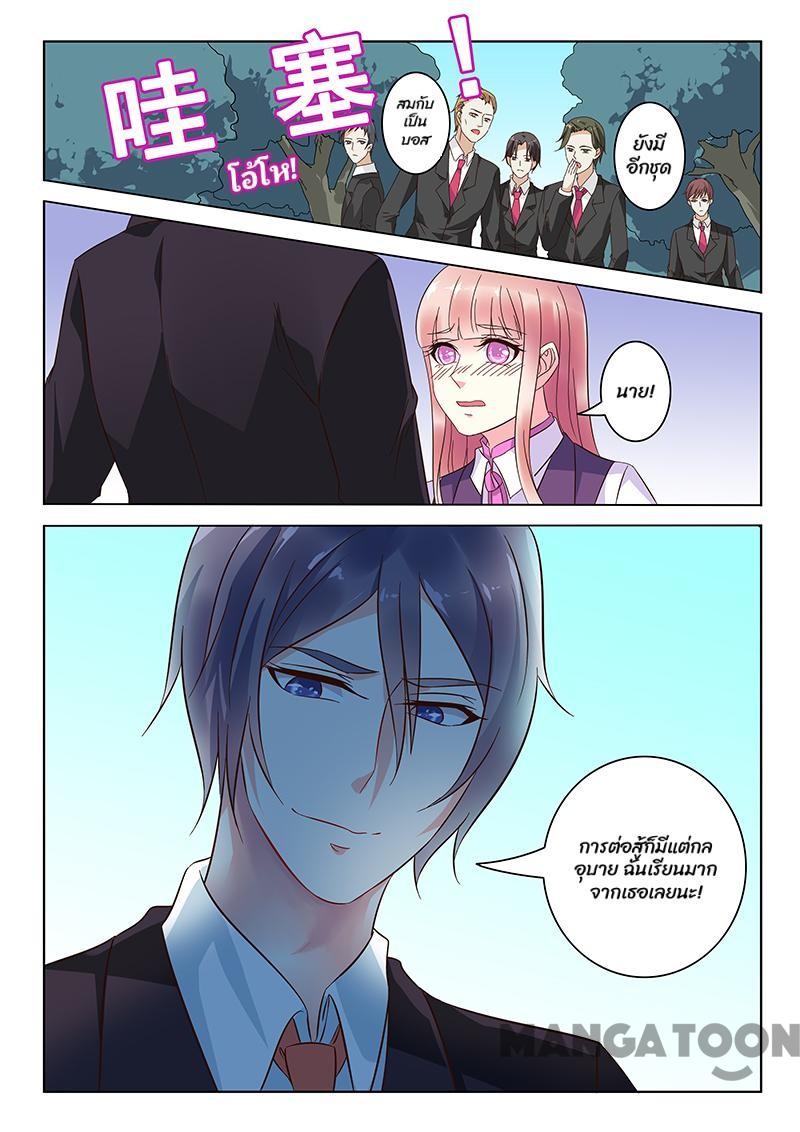 哇塞!
โอ้โห!
สมกับ
เป็น
บอส
ยังมี
อีกชุด
นาย!
การต่อสู้ก็มีแต่กล
อุบาย ฉันเรียนมาก
จากเธอเลยนะ!
MANGATOON